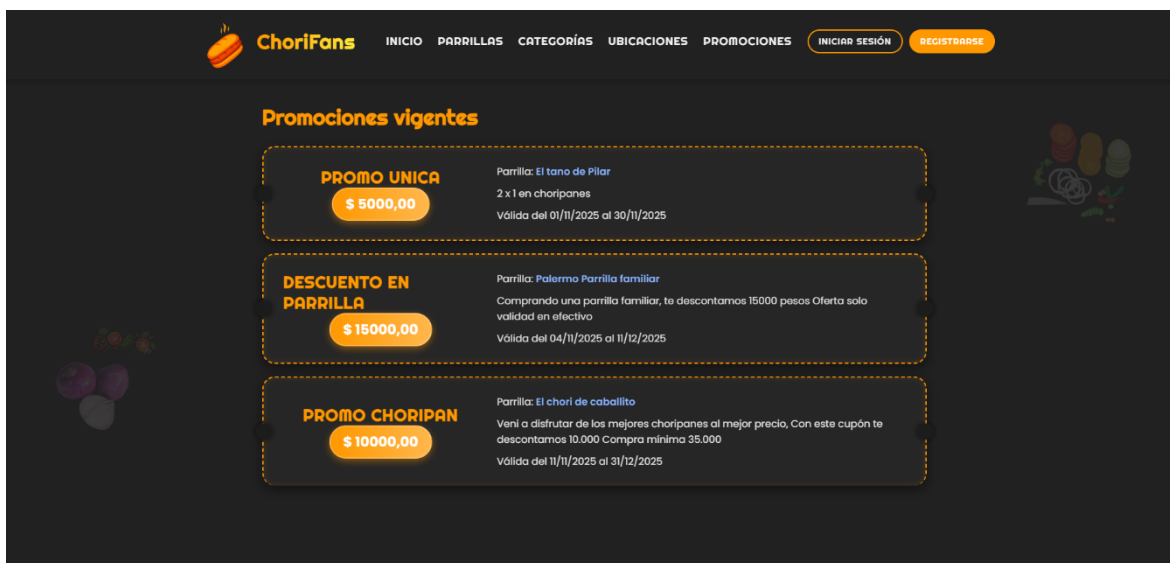 ChoriFans INICIO PARRILLAS CATEGORÍAS UBICACIONES PROMOCIONES INICIAR SESIÓN REGISTRARSE
Promociones vigentes
PROMO UNICA
$ 5000,00
Parrilla: El tano de Pilar
2 x 1 en choripanes
Válida del 01/11/2025 al 30/11/2025
DESCUENTO EN
PARRILLA
$ 15000,00
Parrilla: Palermo Parrilla familiar
Comprando una parrilla familiar, te descontamos 15000 pesos Oferta solo
validad en efectivo
Válida del 04/11/2025 al 11/12/2025
PROMO CHORIPAN
$ 10000,00
Parrilla: El chori de caballito
Veni a disfrutar de los mejores choripanes al mejor precio, Con este cupón te
descontamos 10.000 Compra mínima 35.000
Válida del 11/11/2025 al 31/12/2025